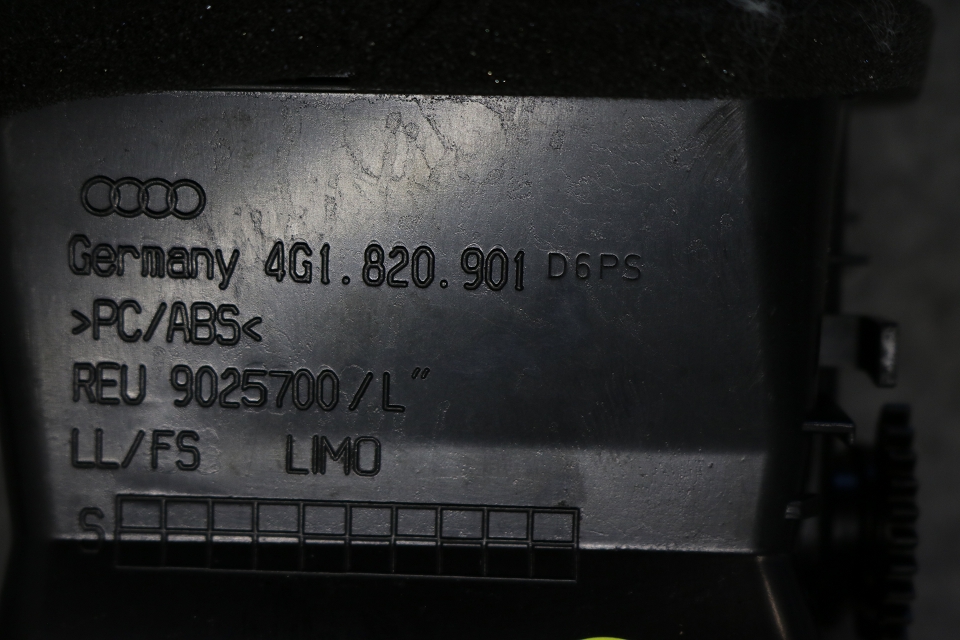 Germany 4G1.820.901 D6PS
>PC/ABS<
REU 9025700/L"
LL/FS LIMO
S